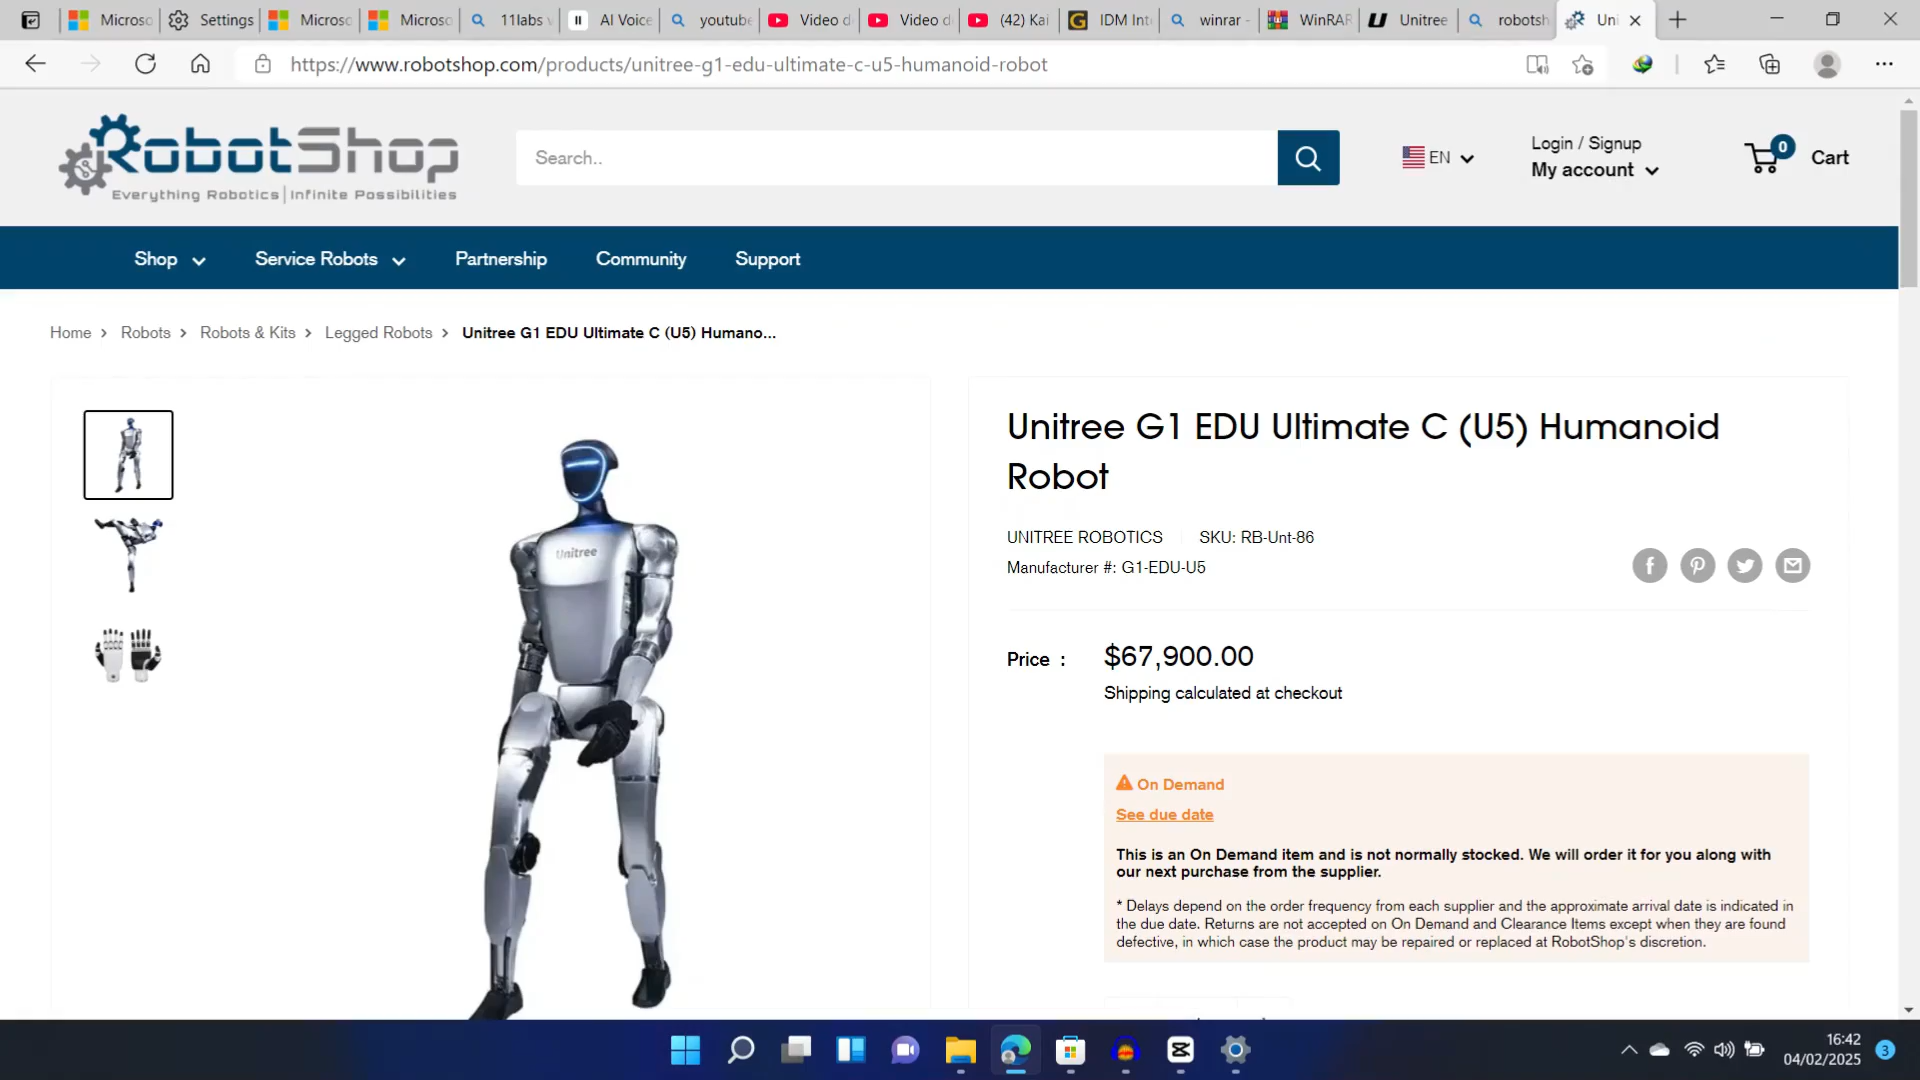 Microso
Settings
Microso
Microso
11labs v
AI Voice
youtube
Video d
Video d
(42) Kai
IDM Int
winrar -
WinRAR
Unitree
robotsh
Uni
https://www.robotshop.com/products/unitree-g1-edu-ultimate-c-u5-humanoid-robot
RobotShop
Everything Robotics | Infinite Possibilities
Search..
EN
Login / Signup
My account
0
Cart
Shop
Service Robots
Partnership
Community
Support
Home > Robots > Robots & Kits > Legged Robots > Unitree G1 EDU Ultimate C (U5) Humano...
Unitree
Unitree G1 EDU Ultimate C (U5) Humanoid
Robot
UNITREE ROBOTICS
SKU: RB-Unt-86
Manufacturer #: G1-EDU-U5
Price :
$67,900.00
Shipping calculated at checkout
On Demand
See due date
This is an On Demand item and is not normally stocked. We will order it for you along with
our next purchase from the supplier.
* Delays depend on the order frequency from each supplier and the approximate arrival date is indicated in
the due date. Returns are not accepted on On Demand and Clearance Items except when they are found
defective, in which case the product may be repaired or replaced at RobotShop's discretion.
16:42
04/02/2025
3